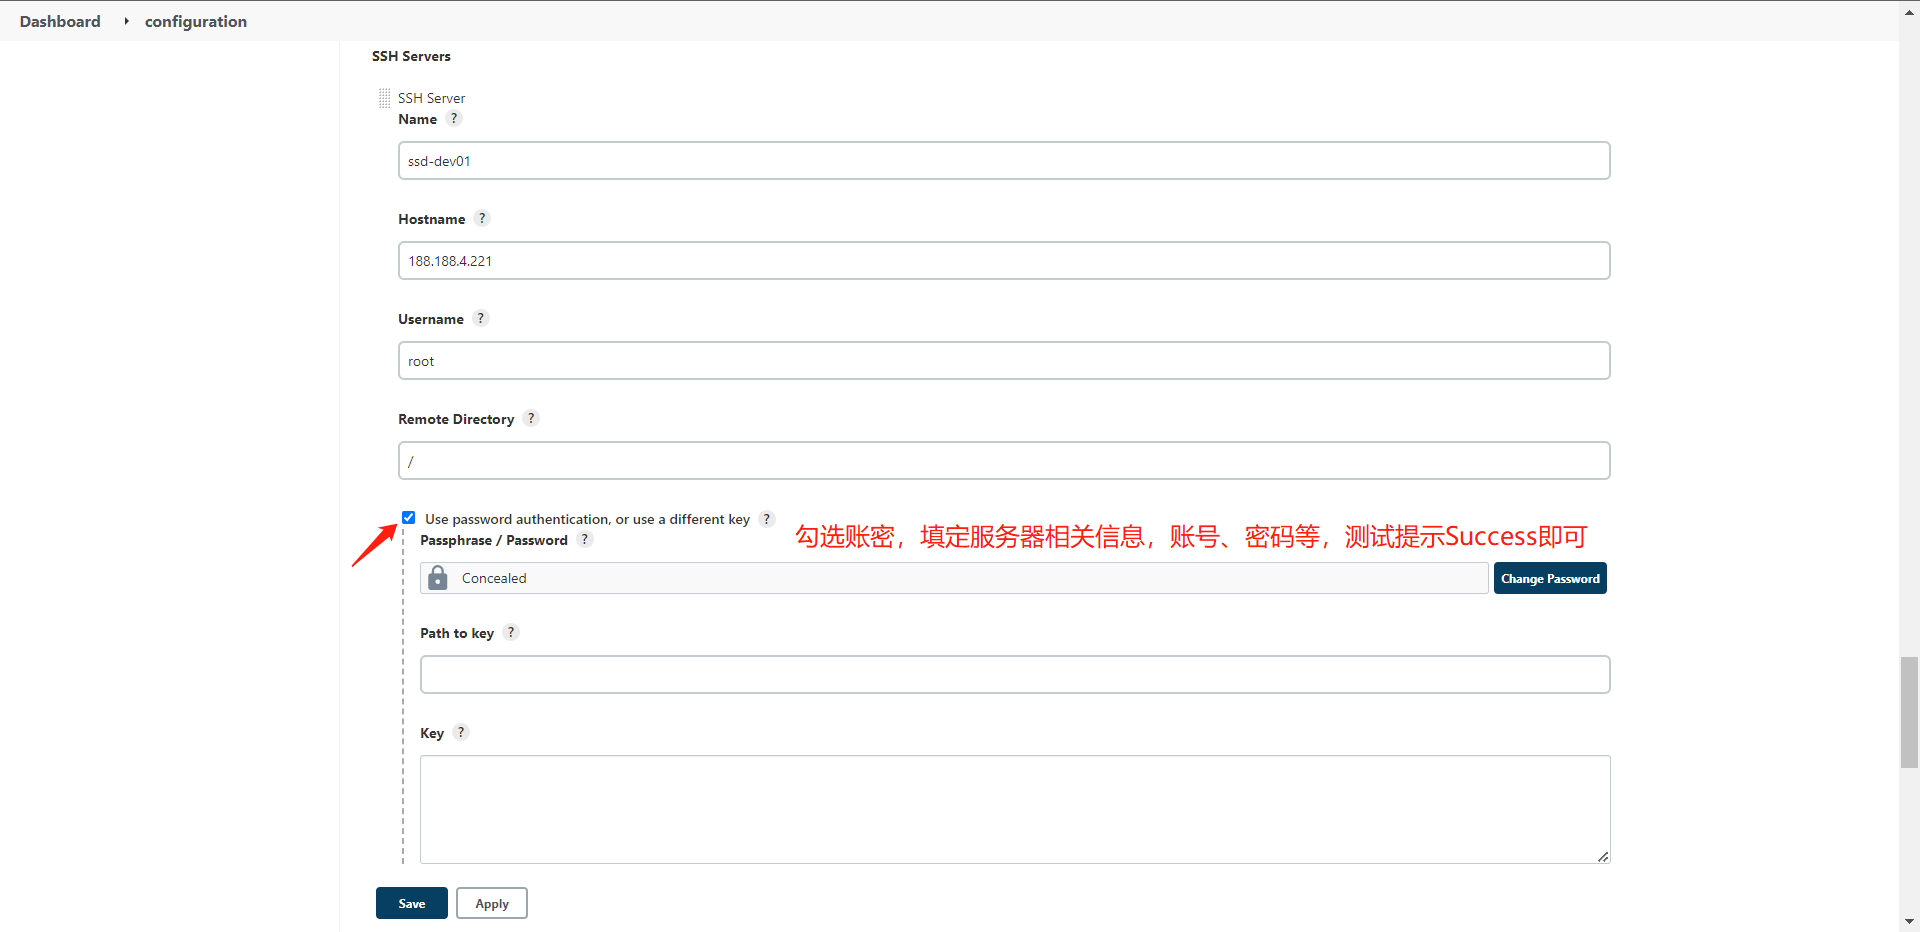 Dashboard configuration
SSH Servers
SSH Server
Name ?
ssd-dev01
Hostname ?
188.188.4.221
Username ?
root
Remote Directory ?
/
Use password authentication, or use a different key ?
勾选账密，填定服务器相关信息，账号、密码等，测试提示Success即可
Passphrase / Password ?
Concealed
Change Password
Path to key ?
Key ?
Save Apply